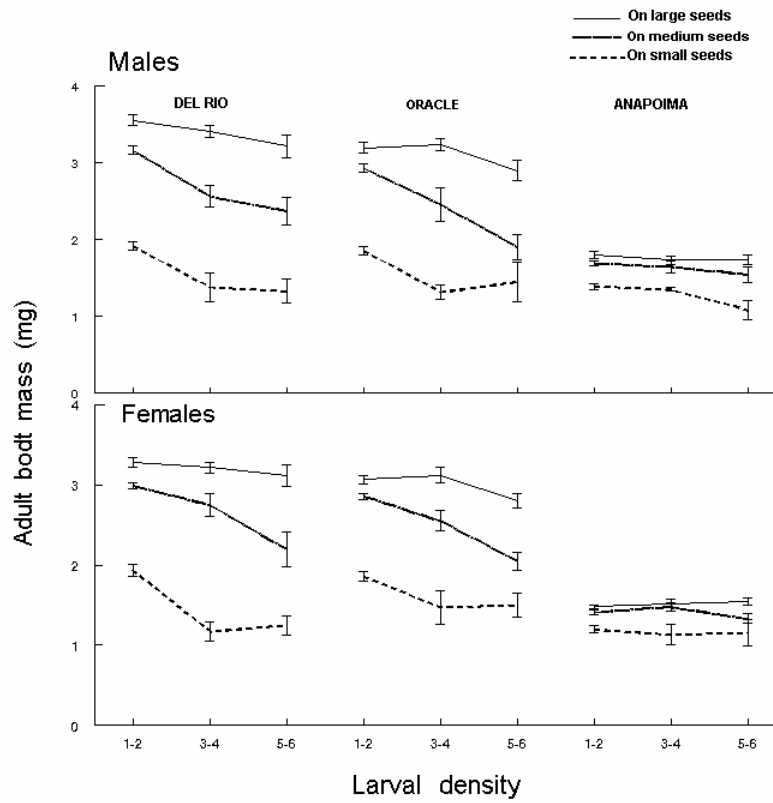 On large seeds
On medium seeds
On small seeds
Males
4
DEL RIO ORACLE ANAPOIMA
3
2
1
0
Females
4
3
2
1
0
1-2 3-4 5-6 1-2 3-4 5-6 1-2 3-4 5-6
Adult bodt mass (mg)
Larval density